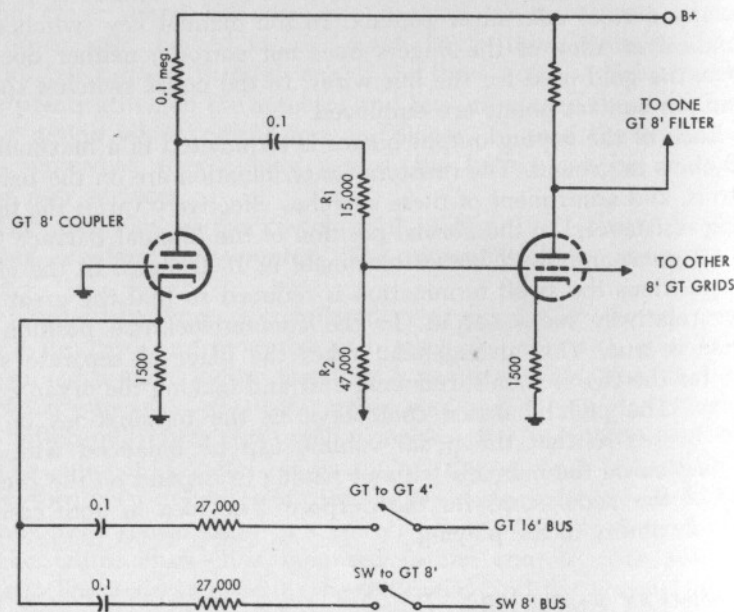 B+
0.1 meg.
TO ONE
GT 8' FILTER
0.1
R1
15,000
GT 8' COUPLER
TO OTHER
8' GT GRIDS
1500
R2
47,000
1500
GT to GT 4'
0.1
27,000
GT 16' BUS
SW to GT 8'
0.1
27,000
SW 8' BUS